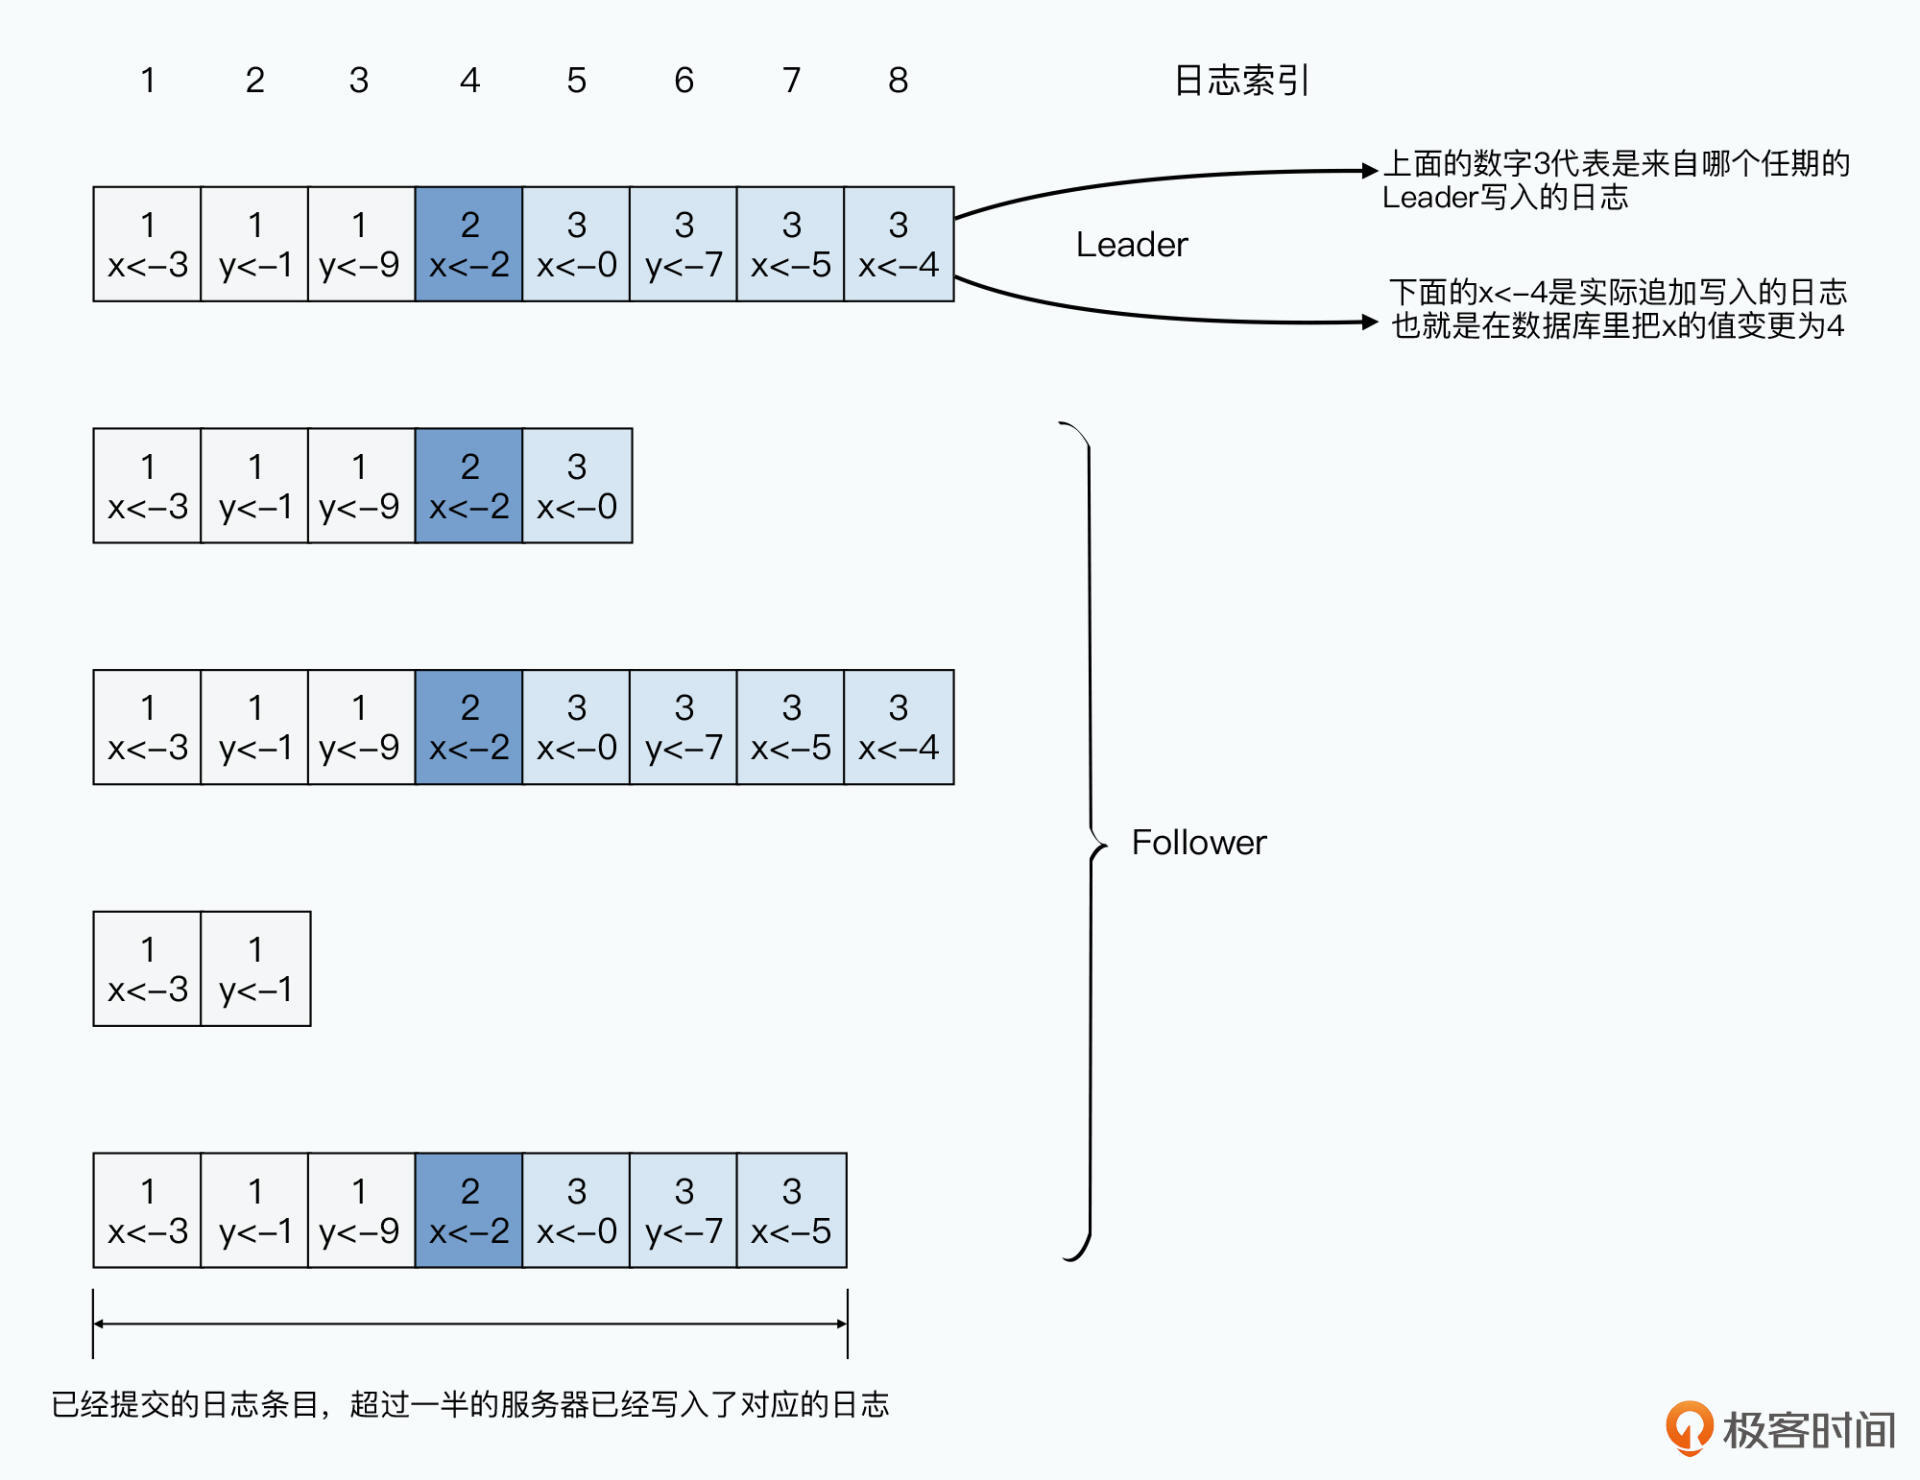 1 2 3 4 5 6 7 8 日志索引
上面的数字3代表是来自哪个任期的
Leader写入的日志
1 1 1 2 3 3 3 3
x<-3 y<-1 y<-9 x<-2 x<-0 y<-7 x<-5 x<-4
Leader
下面的x<-4是实际追加写入的日志
也就是在数据库里把x的值变更为4
1 1 1 2 3
x<-3 y<-1 y<-9 x<-2 x<-0
1 1 1 2 3 3 3 3
x<-3 y<-1 y<-9 x<-2 x<-0 y<-7 x<-5 x<-4
Follower
1 1
x<-3 y<-1
1 1 1 2 3 3 3
x<-3 y<-1 y<-9 x<-2 x<-0 y<-7 x<-5
已经提交的日志条目，超过一半的服务器已经写入了对应的日志
极客时间